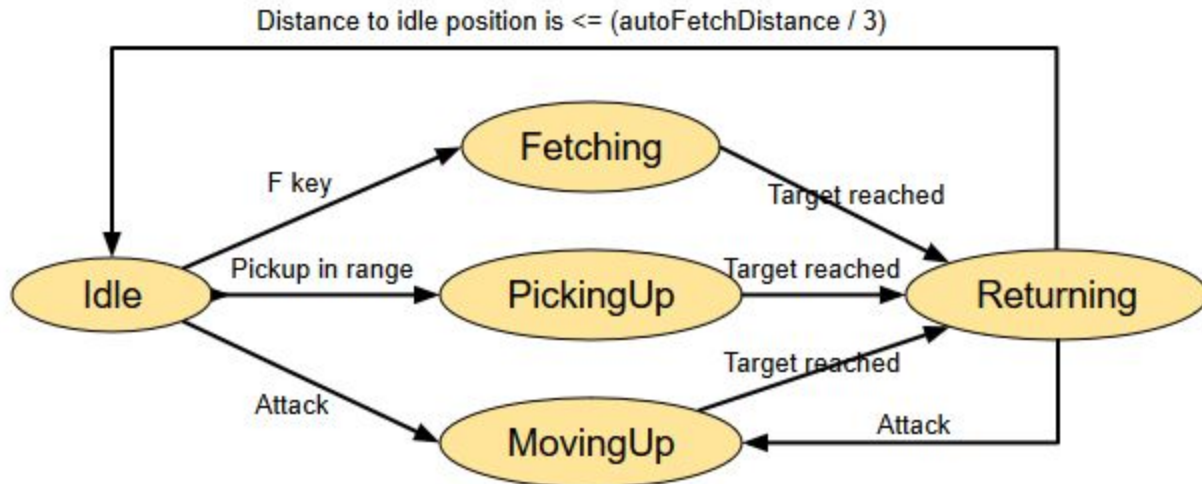 Distance to idle position is <= (autoFetchDistance / 3)
Fetching
F key
Target reached
Idle
Pickup in range
PickingUp
Target reached
Returning
Target reached
Attack
MovingUp
Attack